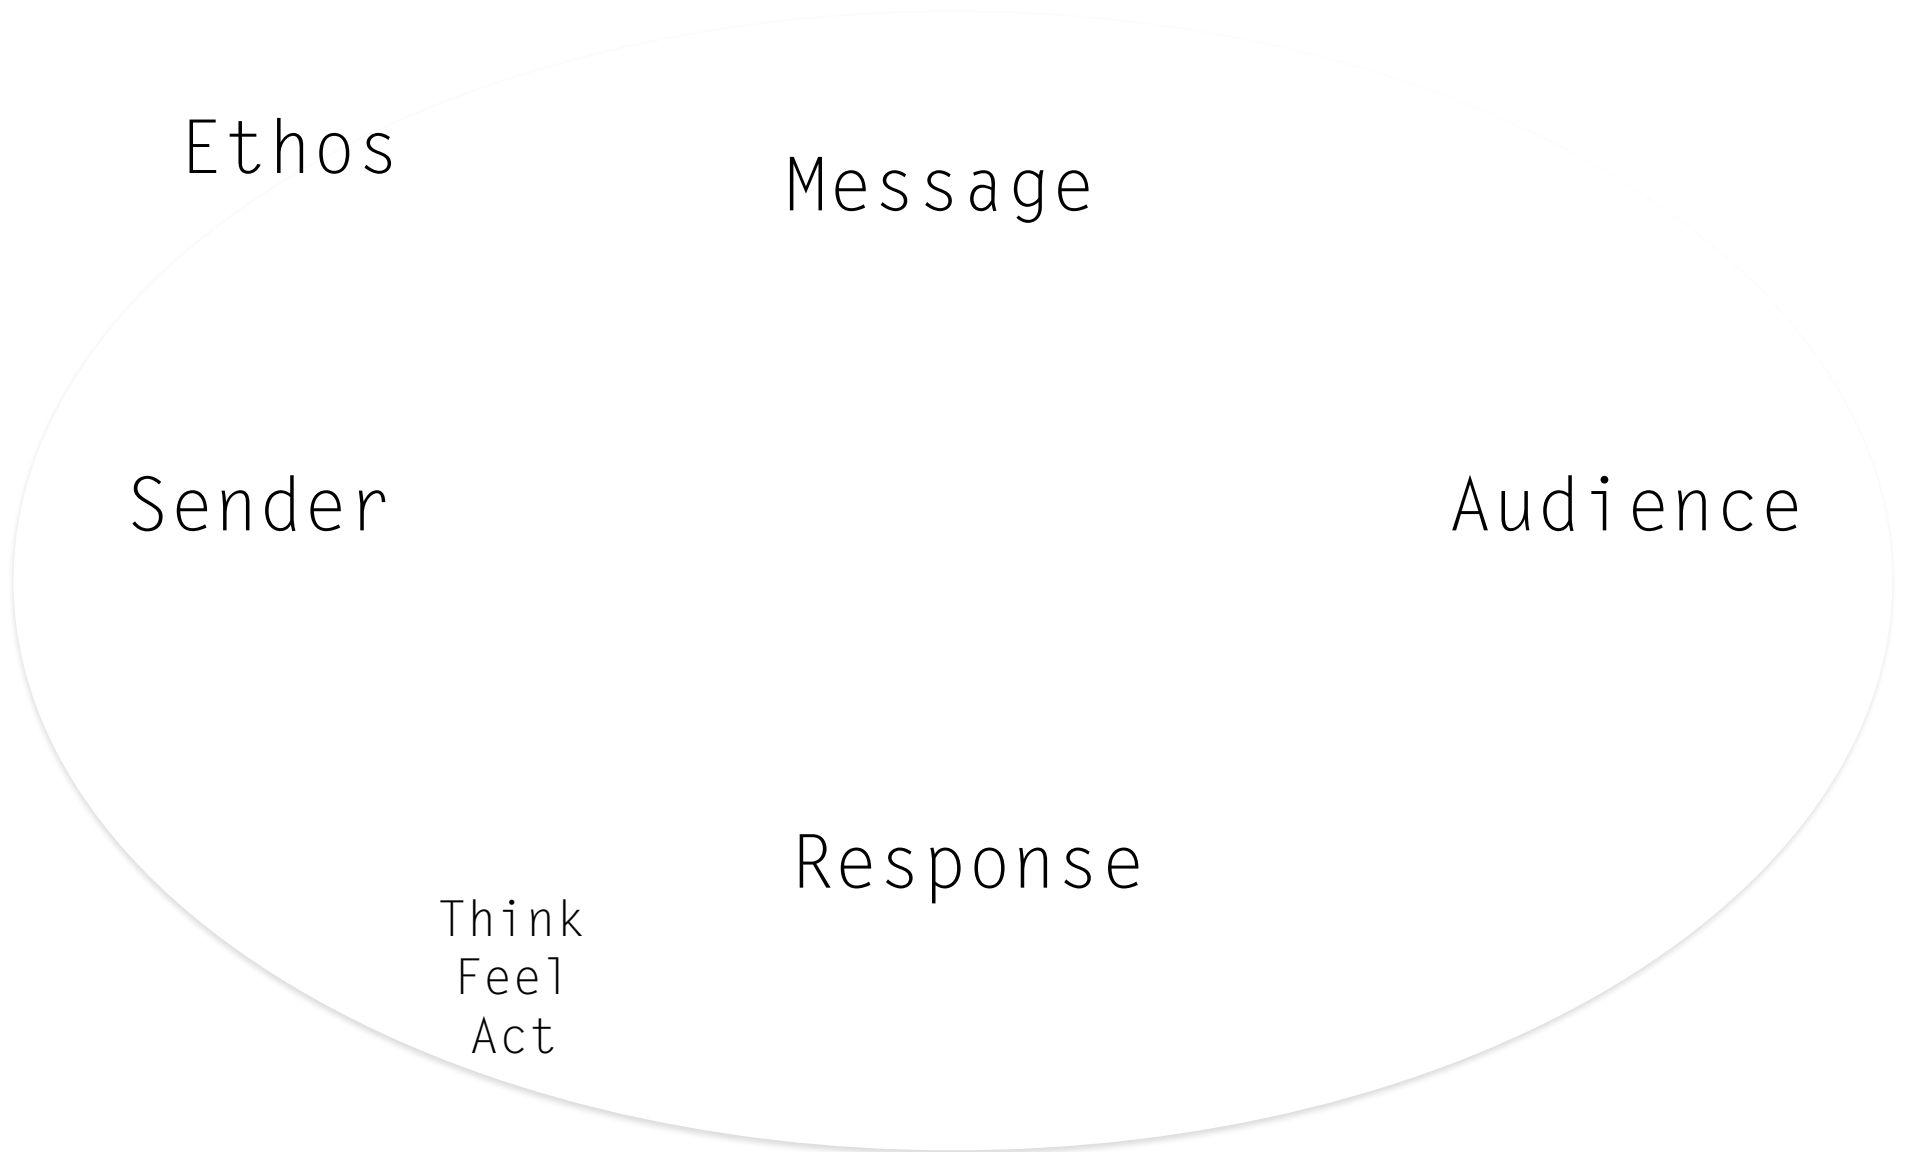 Ethos
Message
Sender
Audience
Response
Think
Feel
Act